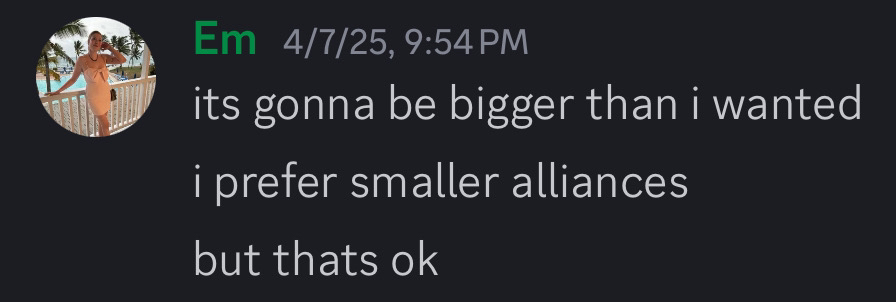 Em 4/7/25, 9:54 PM
its gonna be bigger than i wanted
i prefer smaller alliances
but thats ok